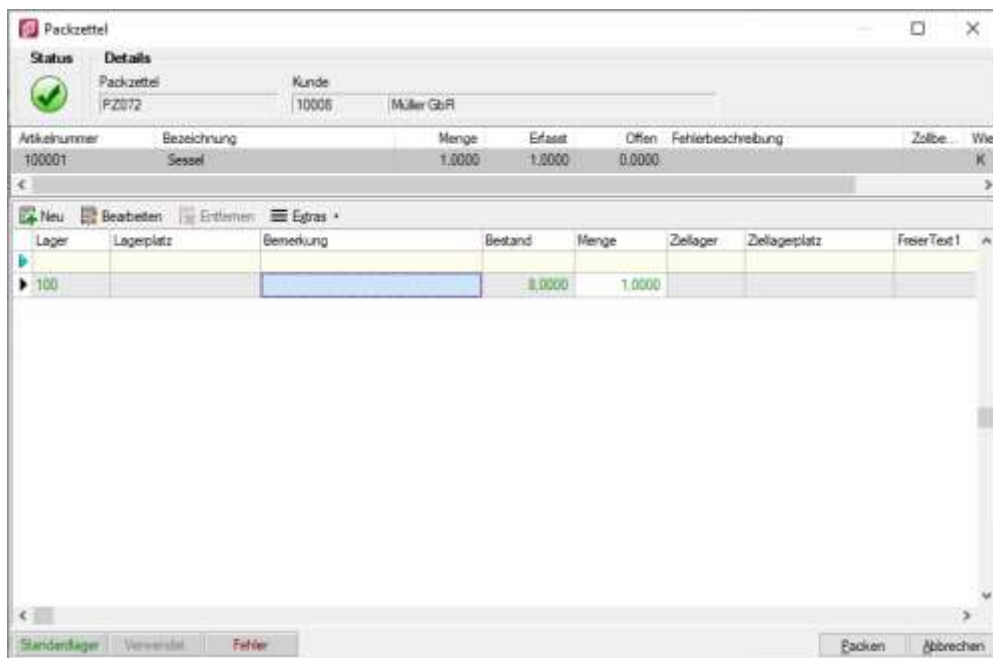 Packzettel
Status Details
Packzettel Kunde
PZ072 10008 Müller GbR
Artikelnummer Bezeichnung Menge Erfasst Offen Fehlerbeschreibung Zollbe... Wie
100001 Sessel 1,0000 1,0000 0,0000 K
Neu Bearbeiten Entfernen Extras
Lager Lagerplatz Bemerkung Bestand Menge Ziellager Ziellagerplatz FreierText1
100 8,0000 1,0000
Standardlager Verwendet Fehler Packen Abbrechen